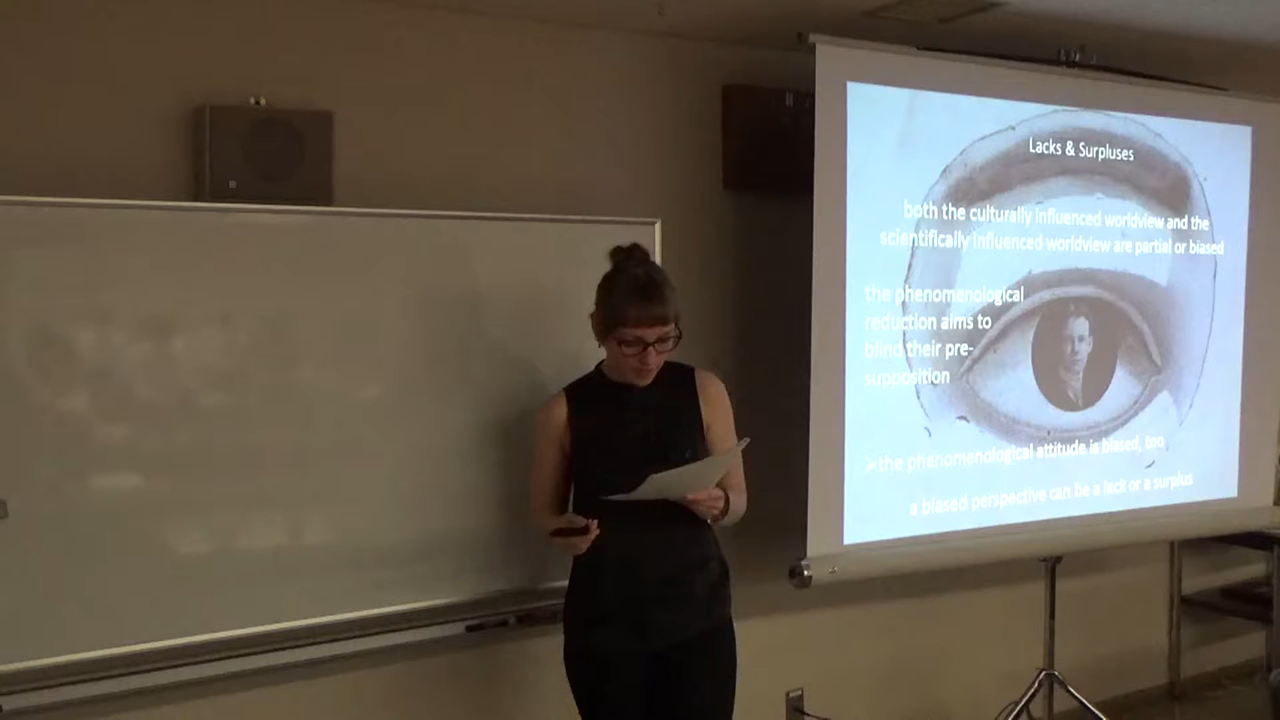 Lacks & Surpluses
both the culturally influenced worldview and the
scientifically influenced worldview are partial or biased
the phenomenological
reduction aims to
blind their pre-
supposition
➢the phenomenological attitude is biased, too
a biased perspective can be a lack or a surplus